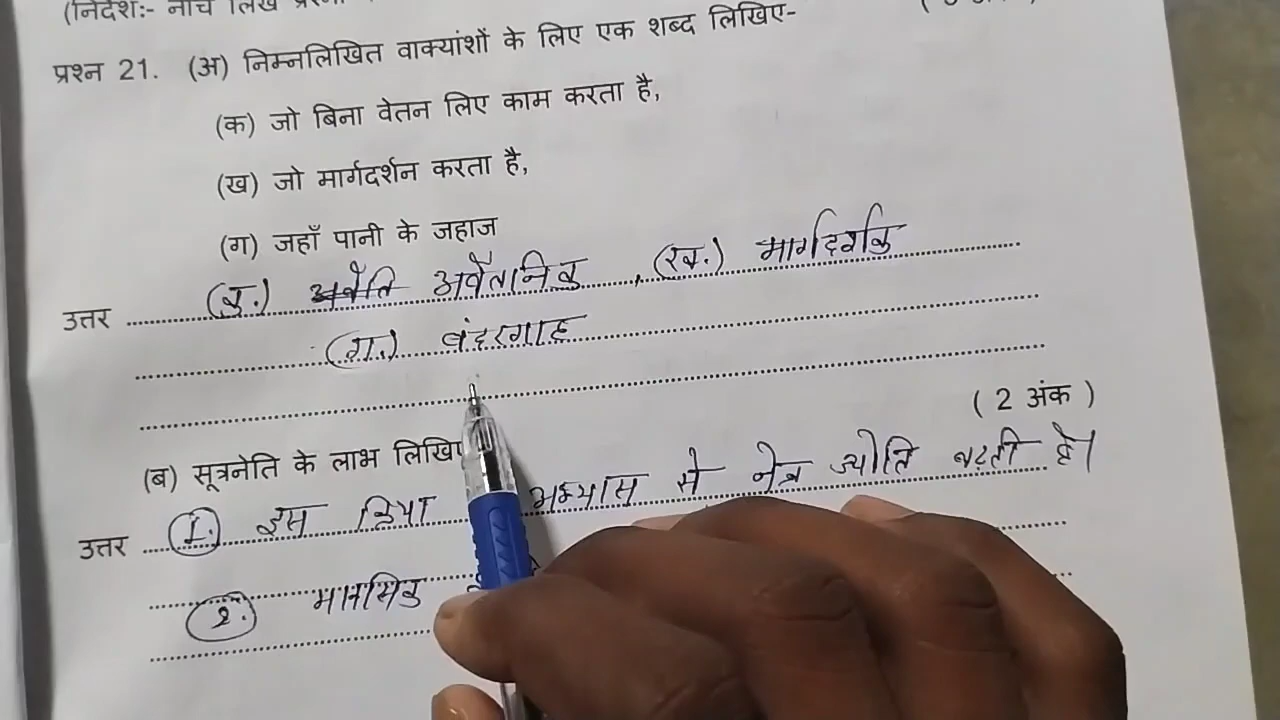 (निर्देशः- नीचे लिखे
प्रश्न 21. (अ) निम्नलिखित वाक्यांशों के लिए एक शब्द लिखिए-
(क) जो बिना वेतन लिए काम करता है,
(ख) जो मार्गदर्शन करता है,
(ग) जहाँ पानी के जहाज
उत्तर (क.) अवैतनिक , (ख.) मार्गदर्शक
(ग.) बंदरगाह
( 2 अंक )
(ब) सूत्रनेति के लाभ लिखिए
उत्तर 1. इस क्रिया अभ्यास से नेत्र ज्योति बढती है।
2. मानसिक